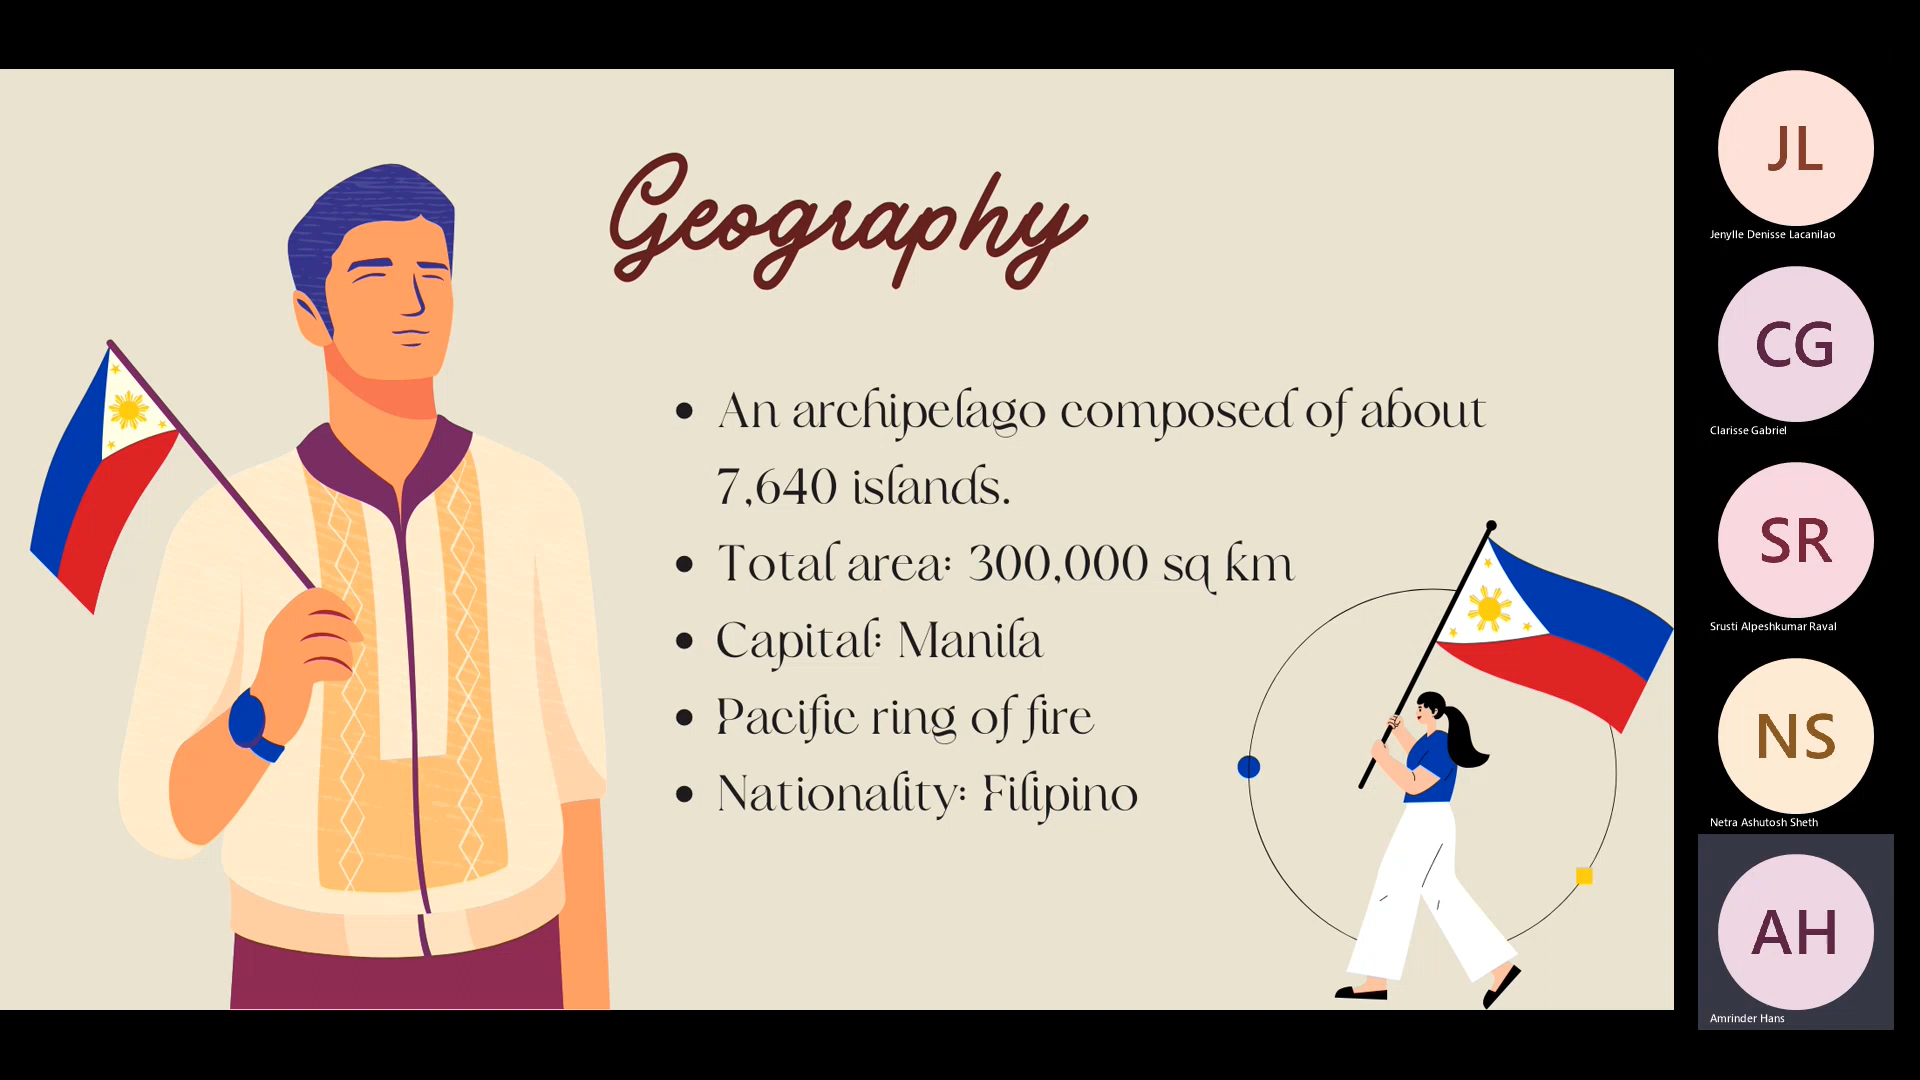 Geography
• An archipelago composed of about
7,640 islands.
• Total area: 300,000 sq km
• Capital: Manila
• Pacific ring of fire
• Nationality: Filipino
JL
Jenylle Denisse Lacanilao
CG
Clarisse Gabriel
SR
Srusti Alpeshkumar Raval
NS
Netra Ashutosh Sheth
AH
Amrinder Hans